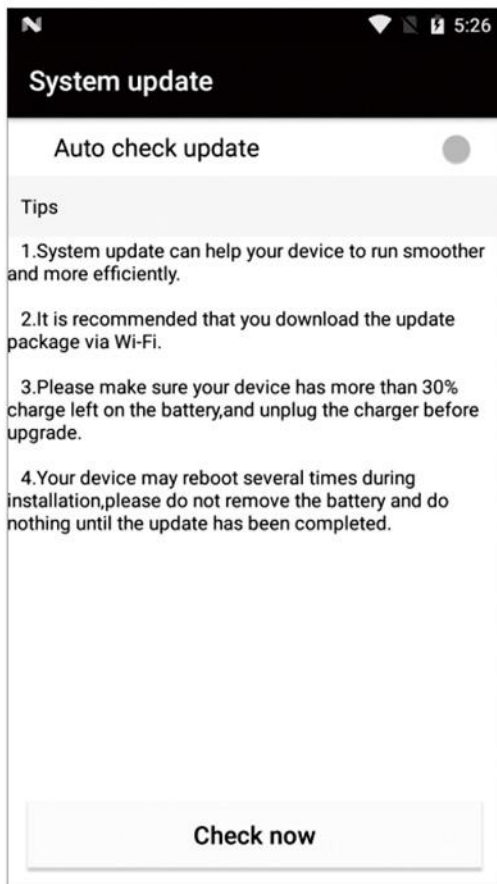 N
5:26
System update
Auto check update
Tips
1.System update can help your device to run smoother
and more efficiently.
2.It is recommended that you download the update
package via Wi-Fi.
3.Please make sure your device has more than 30%
charge left on the battery,and unplug the charger before
upgrade.
4.Your device may reboot several times during
installation,please do not remove the battery and do
nothing until the update has been completed.
Check now